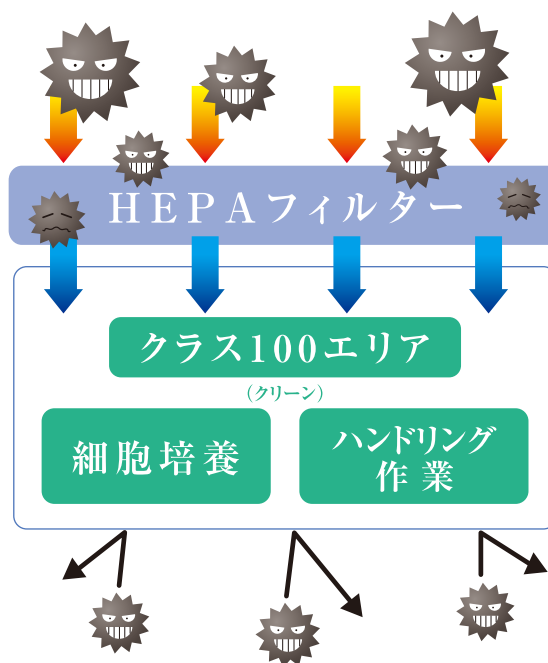 HEPAフィルター
クラス100エリア
（クリーン）
細胞培養
ハンドリング
作業